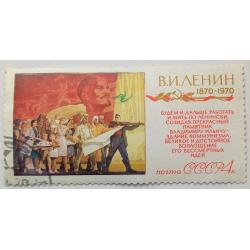 В.И.ЛЕНИН
1870-1970
БУДЕМ И ДАЛЬШЕ РАБОТАТЬ
И ЖИТЬ ПО-ЛЕНИНСКИ,
СОЗИДАЯ ПРЕКРАСНЫЙ
ПАМЯТНИК
ВЛАДИМИРУ ИЛЬИЧУ-
ЗДАНИЕ КОММУНИЗМА,
ВЕЛИКОЕ И ДОСТОЙНОЕ
ВОПЛОЩЕНИЕ
ЕГО БЕССМЕРТНЫХ
ИДЕЙ
ПОЧТА СССР 4к